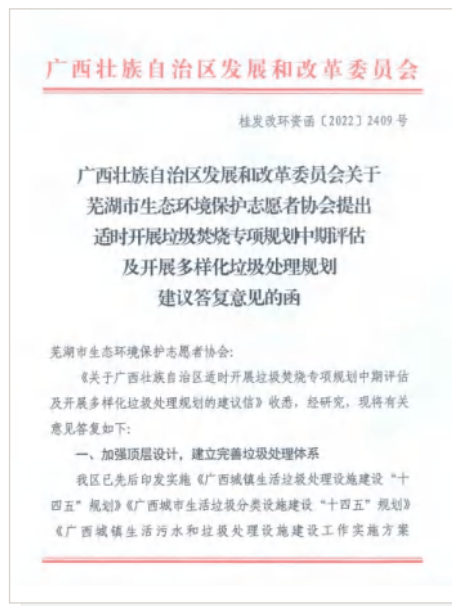 广西壮族自治区发展和改革委员会
桂发改环资函〔2022〕2409号
广西壮族自治区发展和改革委员会关于
芜湖市生态环境保护志愿者协会提出
适时开展垃圾焚烧专项规划中期评估
及开展多样化垃圾处理规划
建议答复意见的函
芜湖市生态环境保护志愿者协会:
《关于广西壮族自治区适时开展垃圾焚烧专项规划中期评估
及开展多样化垃圾处理规划的建议信》收悉，经研究，现将有关
意见答复如下:
一、加强顶层设计，建立完善垃圾处理体系
我区已先后印发实施《广西城镇生活垃圾处理设施建设“十
四五”规划》《广西城市生活垃圾分类设施建设“十四五”规划》
《广西城镇生活污水和垃圾处理设施建设工作实施方案